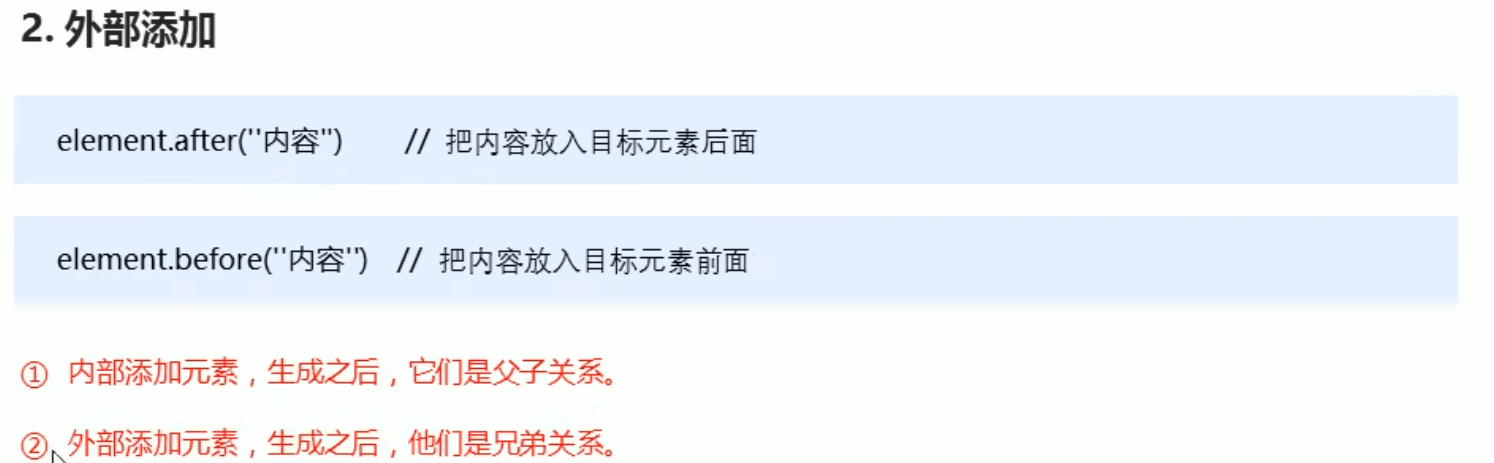 2. 外部添加
element.after(''内容'') // 把内容放入目标元素后面
element.before(''内容'') // 把内容放入目标元素前面
① 内部添加元素，生成之后，它们是父子关系。
② 外部添加元素，生成之后，他们是兄弟关系。